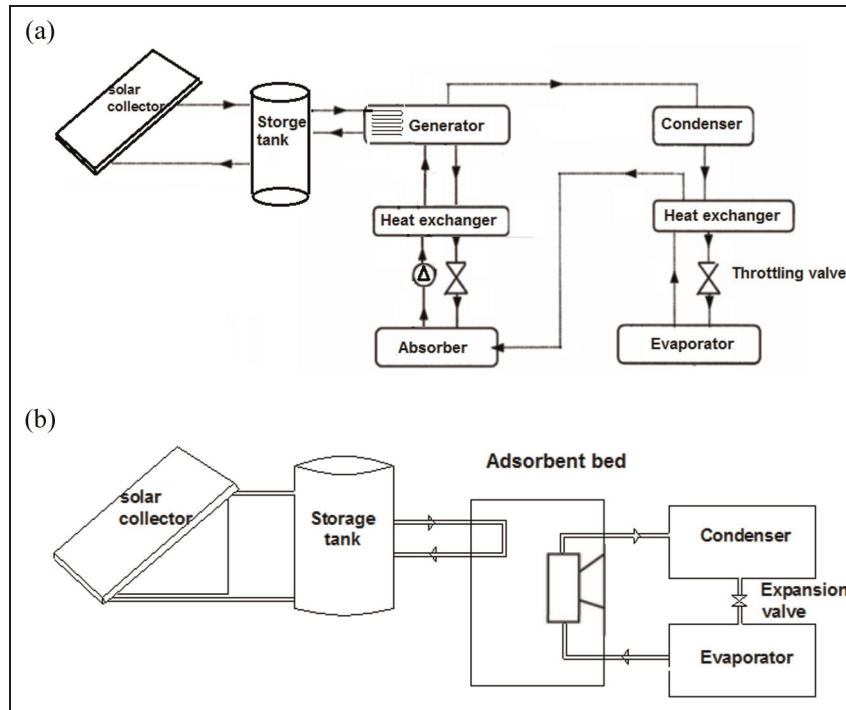 (a)
solar
collector
Storge
tank
Generator
Condenser
Heat exchanger
Heat exchanger
Throttling valve
Absorber
Evaporator
(b)
Adsorbent bed
solar
collector
Storage
tank
Condenser
Expansion
valve
Evaporator